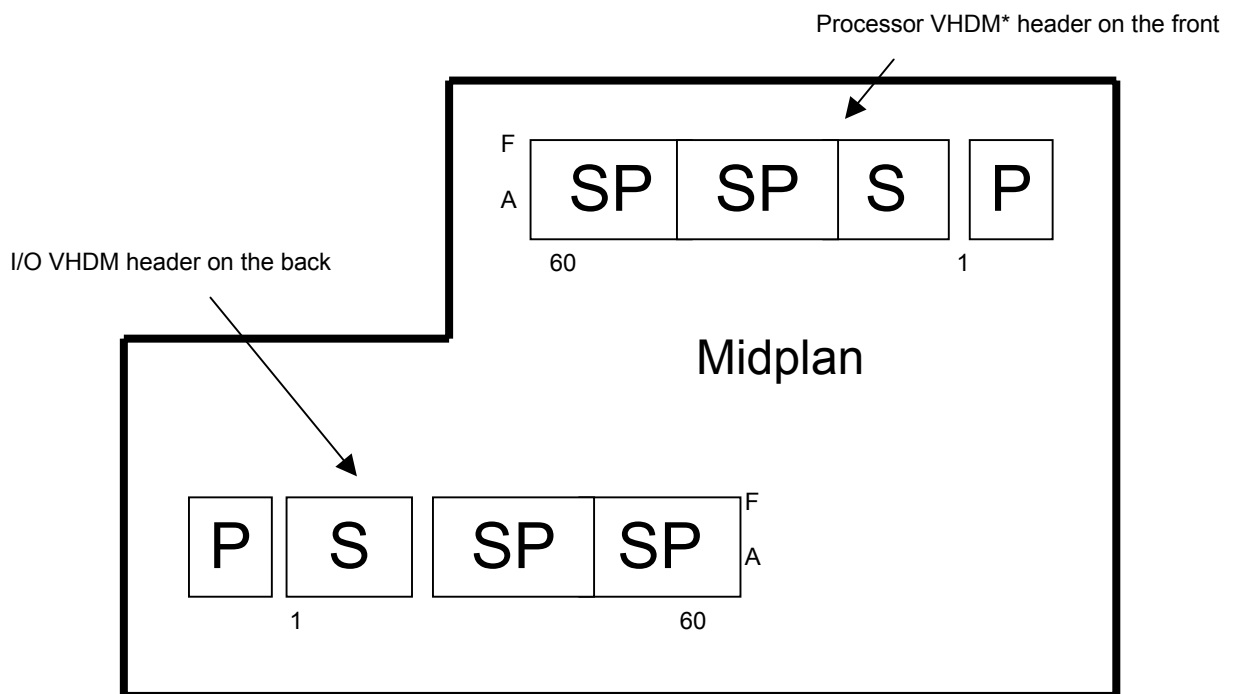 Processor VHDM* header on the front
F
SP SP S P
A
60 1
I/O VHDM header on the back
Midplan
F
P S SP SP
A
1 60